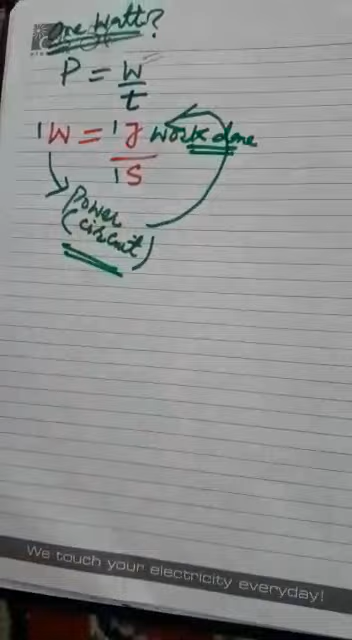 One Watt?
P = W
t
1W = 1J work done
1S
Power
(circuit)
We touch your electricity everyday!